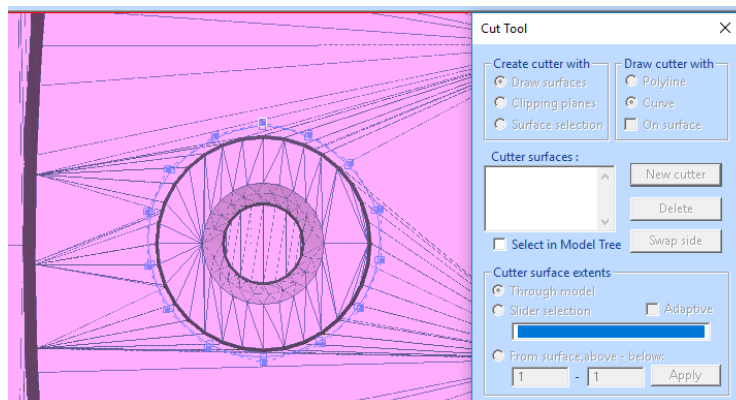 Cut Tool
Create cutter with
Draw surfaces
Clipping planes
Surface selection
Draw cutter with
Polyline
Curve
On surface
Cutter surfaces :
New cutter
Delete
Select in Model Tree
Swap side
Cutter surface extents
Through model
Slider selection
Adaptive
From surface,above - below:
1 - 1
Apply